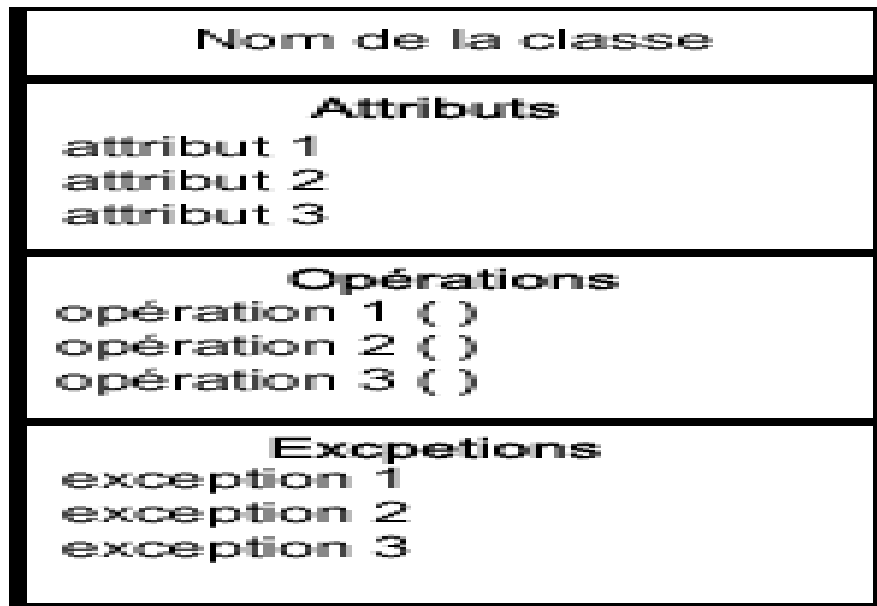 Nom de la classe
Attributs
attribut 1
attribut 2
attribut 3
Opérations
opération 1 ( )
opération 2 ( )
opération 3 ( )
Excpetions
exception 1
exception 2
exception 3